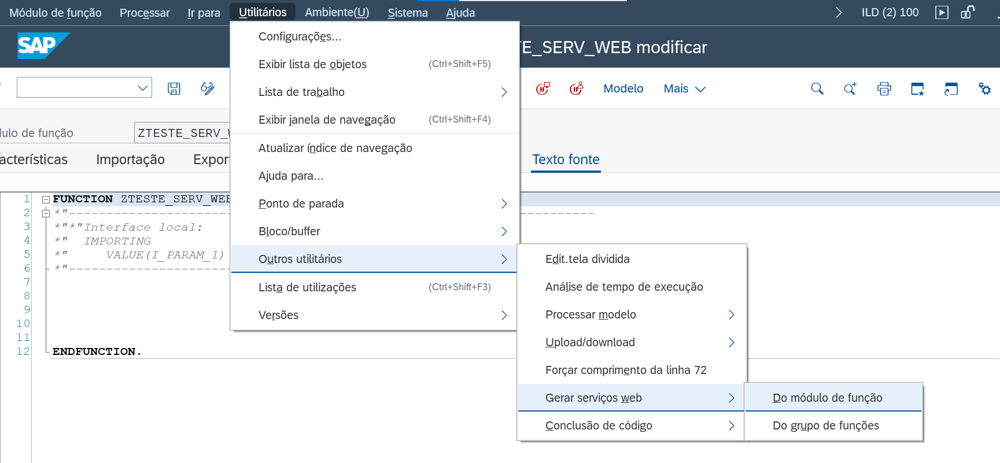 Módulo de função Processar Ir para Utilitários Ambiente(U) Sistema Ajuda ILD (2) 100
SAP
TE_SERV_WEB modificar
Configurações...
Exibir lista de objetos (Ctrl+Shift+F5)
Lista de trabalho
Exibir janela de navegação (Ctrl+Shift+F4)
Atualizar índice de navegação
Ajuda para...
Ponto de parada
Bloco/buffer
Outros utilitários
Lista de utilizações (Ctrl+Shift+F3)
Versões
Modelo Mais
ulo de função ZTESTE_SERV_W
acterísticas Importação Export Texto fonte
1 FUNCTION ZTESTE_SERV_WEB
2 *"----------------------------------------------------------------------
3 *"*"Interface local:
4 *" IMPORTING
5 *" VALUE(I_PARAM_1)
6 *"----------------------
7
8
9
10
11
12 ENDFUNCTION.
Edit.tela dividida
Análise de tempo de execução
Processar modelo
Upload/download
Forçar comprimento da linha 72
Gerar serviços web
Conclusão de código
Do módulo de função
Do grupo de funções